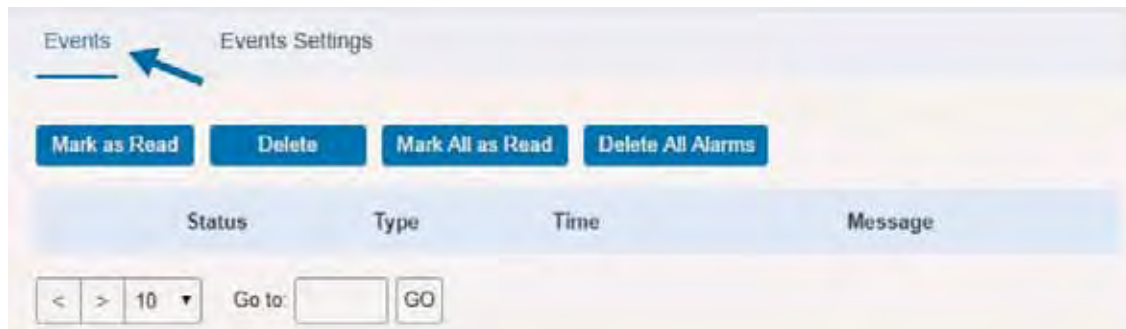 Events Events Settings
Mark as Read Delete Mark All as Read Delete All Alarms
Status Type Time Message
< > 10 ▼ Go to: GO